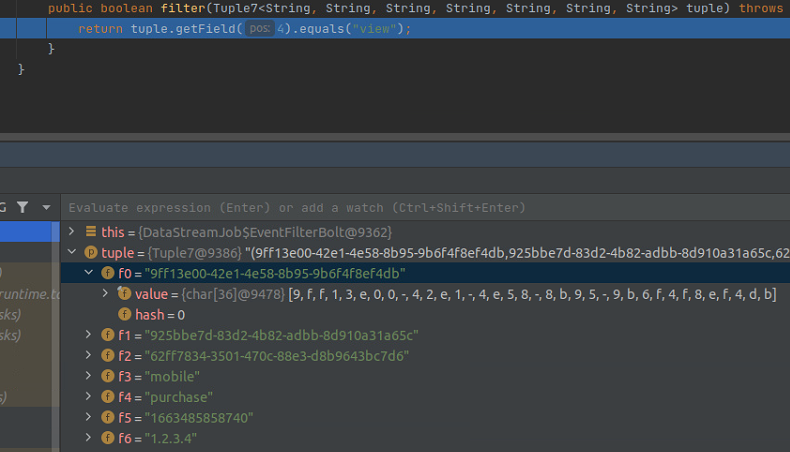 public boolean filter(Tuple7<String, String, String, String, String, String, String> tuple) throws
return tuple.getField( pos: 4).equals("view");
}
}
G
Evaluate expression (Enter) or add a watch (Ctrl+Shift+Enter)
this = {DataStreamJob$EventFilterBolt@9362}
p tuple = {Tuple7@9386} "(9ff13e00-42e1-4e58-8b95-9b6f4f8ef4db,925bbe7d-83d2-4b82-adbb-8d910a31a65c,62
) f f0 = "9ff13e00-42e1-4e58-8b95-9b6f4f8ef4db"
runtime.ta f value = {char[36]@9478} [9, f, f, 1, 3, e, 0, 0, -, 4, 2, e, 1, -, 4, e, 5, 8, -, 8, b, 9, 5, -, 9, b, 6, f, 4, f, 8, e, f, 4, d, b]
sks) f hash = 0
sks) f f1 = "925bbe7d-83d2-4b82-adbb-8d910a31a65c"
f f2 = "62ff7834-3501-470c-88e3-d8b9643bc7d6"
f f3 = "mobile"
s) f f4 = "purchase"
f f5 = "1663485858740"
f f6 = "1.2.3.4"